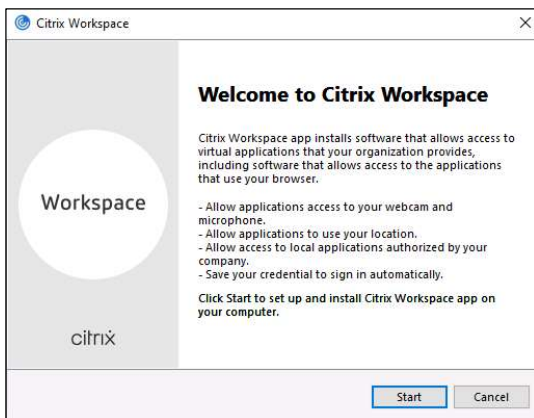 Citrix Workspace
Welcome to Citrix Workspace
Citrix Workspace app installs software that allows access to
virtual applications that your organization provides,
including software that allows access to the applications
that use your browser.
- Allow applications access to your webcam and
microphone.
- Allow applications to use your location.
- Allow access to local applications authorized by your
company.
- Save your credential to sign in automatically.
Click Start to set up and install Citrix Workspace app on
your computer.
Workspace
citrix
Start
Cancel